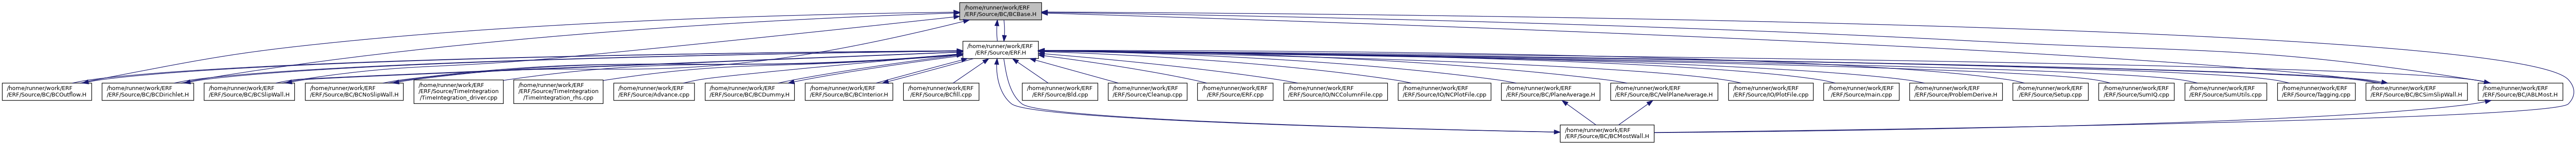 /home/runner/work/ERF
/ERF/Source/BC/BCBase.H
/home/runner/work/ERF
/ERF/Source/ERF.H
/home/runner/work/ERF
/ERF/Source/BC/BCOutflow.H
/home/runner/work/ERF
/ERF/Source/BC/BCDirichlet.H
/home/runner/work/ERF
/ERF/Source/BC/BCSlipWall.H
/home/runner/work/ERF
/ERF/Source/BC/BCNoSlipWall.H
/home/runner/work/ERF
/ERF/Source/TimeIntegration
/TimeIntegration_driver.cpp
/home/runner/work/ERF
/ERF/Source/TimeIntegration
/TimeIntegration_rhs.cpp
/home/runner/work/ERF
/ERF/Source/Advance.cpp
/home/runner/work/ERF
/ERF/Source/BC/BCDummy.H
/home/runner/work/ERF
/ERF/Source/BC/BCInterior.H
/home/runner/work/ERF
/ERF/Source/BCfill.cpp
/home/runner/work/ERF
/ERF/Source/Bld.cpp
/home/runner/work/ERF
/ERF/Source/Cleanup.cpp
/home/runner/work/ERF
/ERF/Source/ERF.cpp
/home/runner/work/ERF
/ERF/Source/IO/NCColumnFile.cpp
/home/runner/work/ERF
/ERF/Source/IO/NCPlotFile.cpp
/home/runner/work/ERF
/ERF/Source/BC/PlaneAverage.H
/home/runner/work/ERF
/ERF/Source/BC/VelPlaneAverage.H
/home/runner/work/ERF
/ERF/Source/IO/PlotFile.cpp
/home/runner/work/ERF
/ERF/Source/main.cpp
/home/runner/work/ERF
/ERF/Source/ProblemDerive.H
/home/runner/work/ERF
/ERF/Source/Setup.cpp
/home/runner/work/ERF
/ERF/Source/SumIQ.cpp
/home/runner/work/ERF
/ERF/Source/SumUtils.cpp
/home/runner/work/ERF
/ERF/Source/Tagging.cpp
/home/runner/work/ERF
/ERF/Source/BC/BCSimSlipWall.H
/home/runner/work/ERF
/ERF/Source/BC/ABLMost.H
/home/runner/work/ERF
/ERF/Source/BC/BCMostWall.H